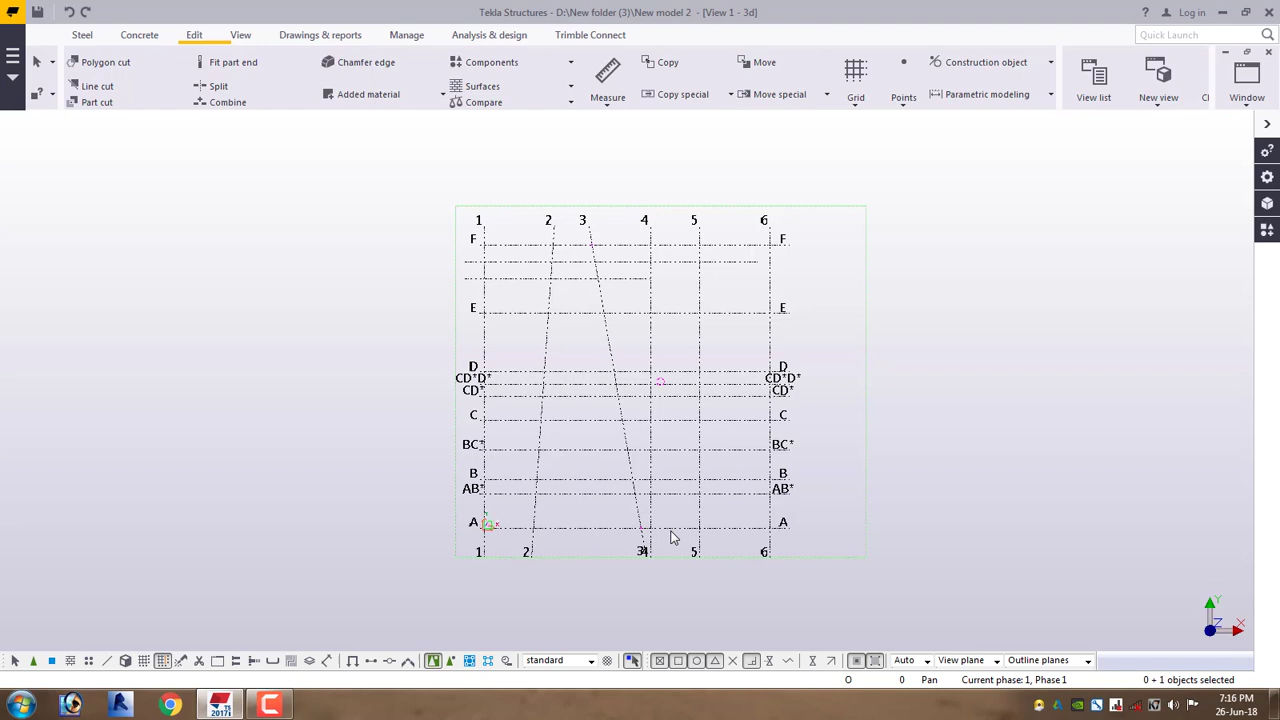 Tekla Structures - D:\New folder (3)\New model 2 - [View 1 - 3d]
Log in
Steel Concrete Edit View Drawings & reports Manage Analysis & design Trimble Connect Quick Launch
Polygon cut Fit part end Chamfer edge Components Copy Move Construction object
Line cut Split Surfaces
Part cut Combine Added material Compare Measure Copy special Move special Grid Points Parametric modeling View list New view Window
1 2 3 4 5 6
F F
E E
D D
CD*D* CD*D*
CD* CD*
C C
BC* BC*
B B
AB* AB*
A A
1 2 3 4 5 6
Y
Z X
standard Auto View plane Outline planes
O 0 Pan Current phase: 1, Phase 1 0 + 1 objects selected
2017i
7:16 PM
26-Jun-18